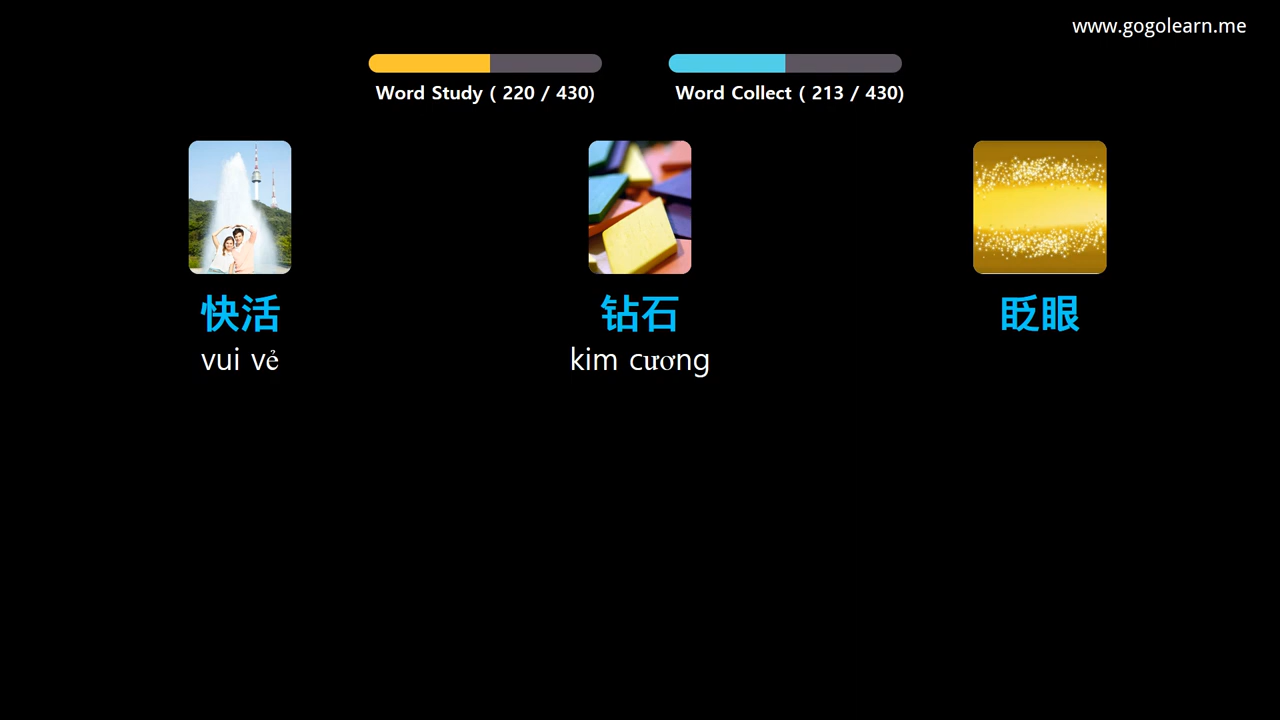 www.gogolearn.me
Word Study ( 220 / 430)
Word Collect ( 213 / 430)
快活
钻石
眨眼
vui vẻ
kim cương